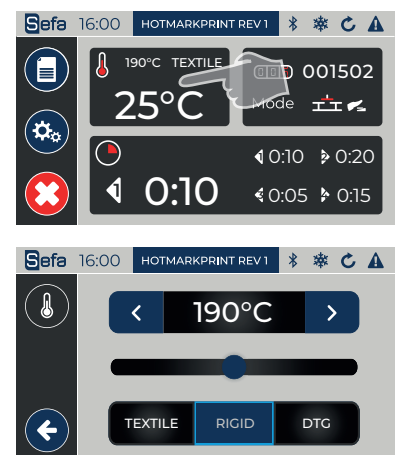 Sefa 16:00 HOTMARKPRINT REV 1
190°C TEXTILE
25°C
001502
Mode
1 0:10
0:10 0:20
0:05 0:15
Sefa 16:00 HOTMARKPRINT REV 1
< 190°C >
TEXTILE RIGID DTG